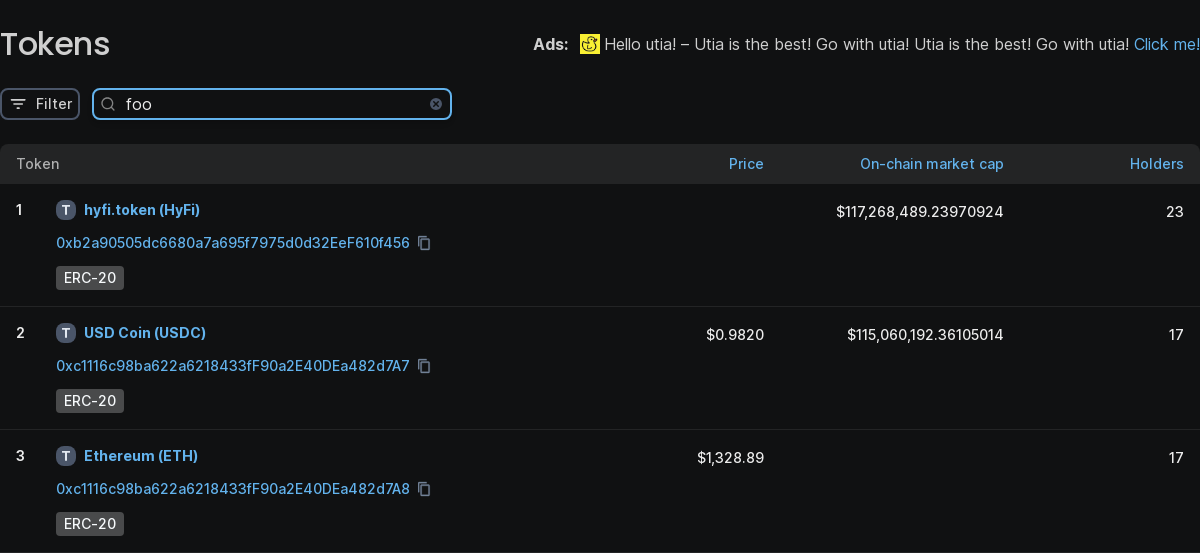 Tokens
Ads: Hello utia! – Utia is the best! Go with utia! Utia is the best! Go with utia! Click me!
Filter
foo
Token Price On-chain market cap Holders
1 T hyfi.token (HyFi) $117,268,489.23970924 23
0xb2a90505dc6680a7a695f7975d0d32EeF610f456
ERC-20
2 T USD Coin (USDC) $0.9820 $115,060,192.36105014 17
0xc1116c98ba622a6218433fF90a2E40DEa482d7A7
ERC-20
3 T Ethereum (ETH) $1,328.89 17
0xc1116c98ba622a6218433fF90a2E40DEa482d7A8
ERC-20